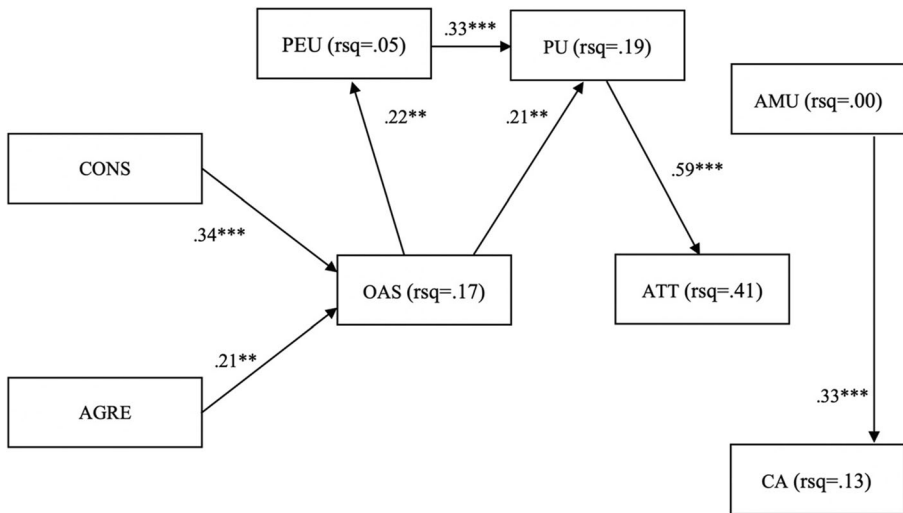 PEU (rsq=.05)
.33***
PU (rsq=.19)
AMU (rsq=.00)
.22**
.21**
CONS
.59***
.34***
OAS (rsq=.17)
ATT (rsq=.41)
.21**
AGRE
.33***
CA (rsq=.13)